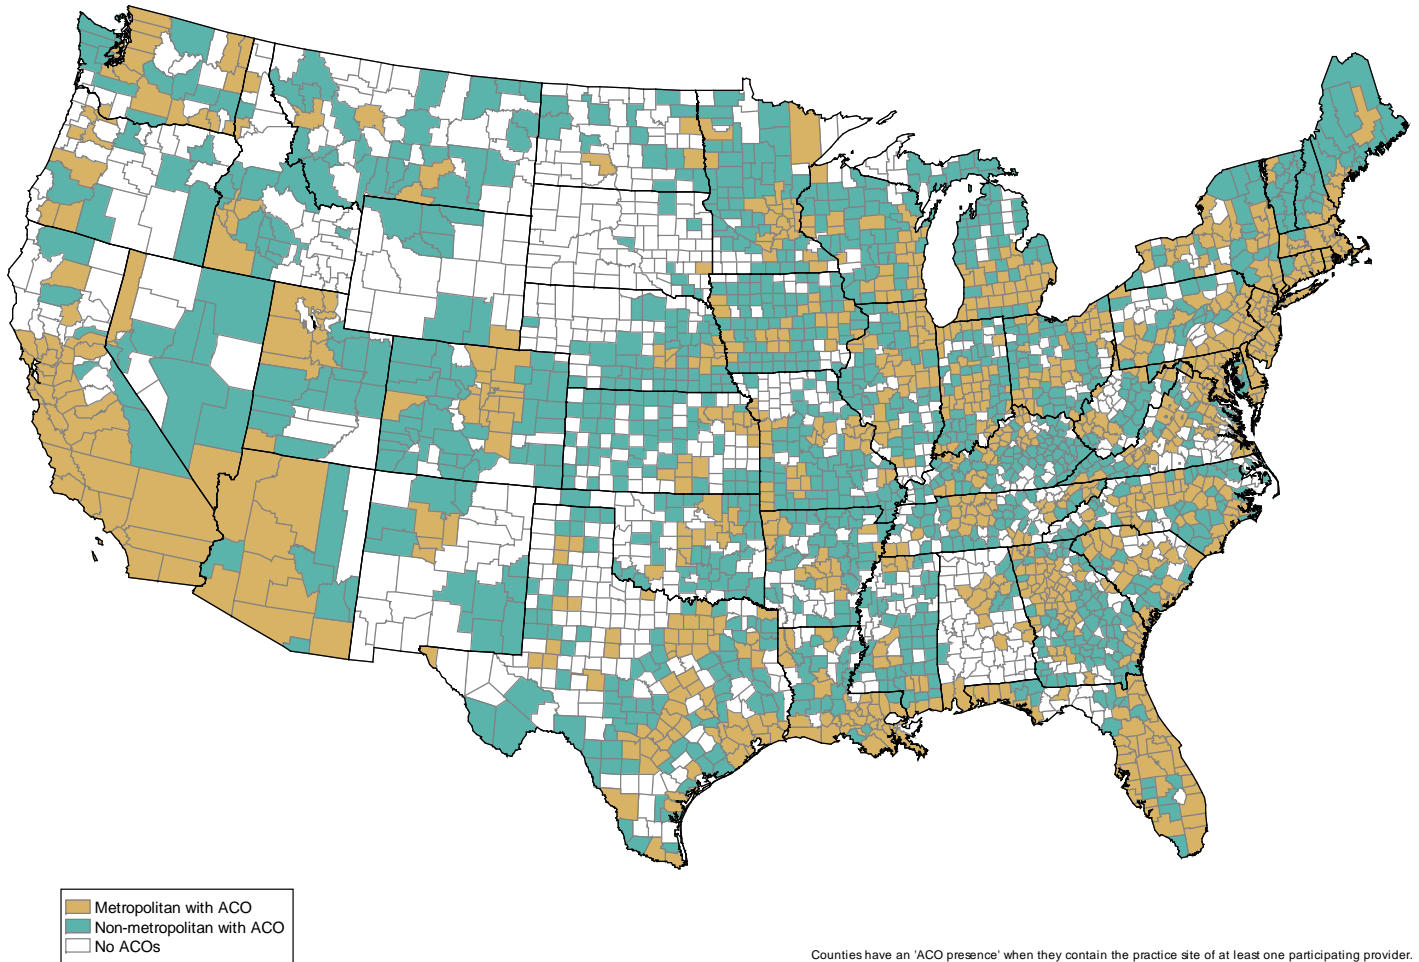 Metropolitan with ACO
Non-metropolitan with ACO
No ACOs
Counties have an 'ACO presence' when they contain the practice site of at least one participating provider.